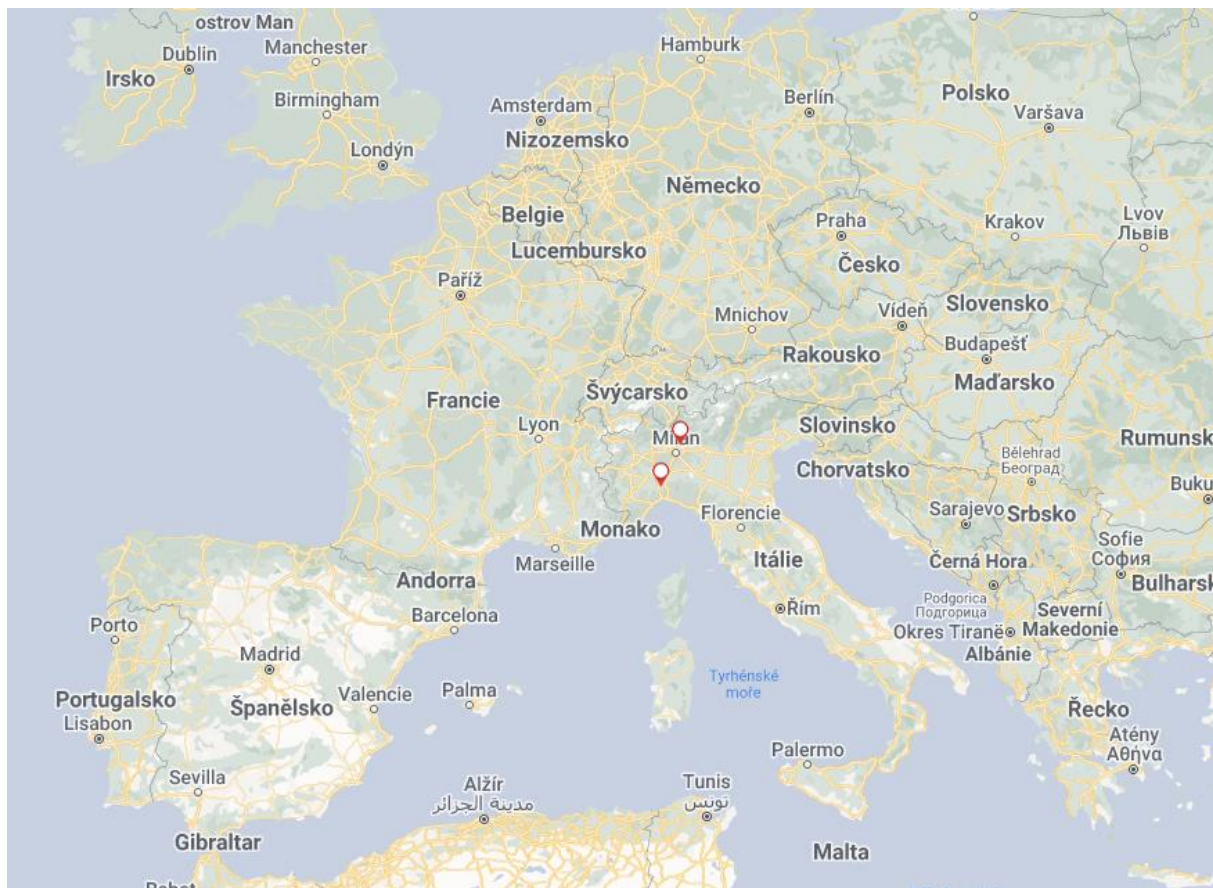 ostrov Man
Dublin
Manchester
Hamburk
Irsko
Birmingham
Amsterdam
Berlín
Polsko
Varšava
Nizozemsko
Londýn
Německo
Belgie
Praha
Krakov
Lvov
Львів
Lucembursko
Česko
Paříž
Slovensko
Mnichov
Vídeň
Rakousko
Budapešť
Maďarsko
Švýcarsko
Francie
Lyon
Milán
Slovinsko
Rumunsk
Chorvatsko
Bělehrad
Београд
Buku
Florencie
Sarajevo
Srbsko
Monako
Marseille
Itálie
Černá Hora
Sofie
София
Andorra
Bulharsk
Podgorica
Подгорица
Porto
Barcelona
Řím
Severní
Makedonie
Okres Tiranë
Albánie
Madrid
Tyrhénské
moře
Portugalsko
Lisabon
Španělsko
Valencie
Palma
Řecko
Atény
Αθήνα
Palermo
Sevilla
Alžír
مدينة الجزائر
Tunis
تونس
Gibraltar
Malta